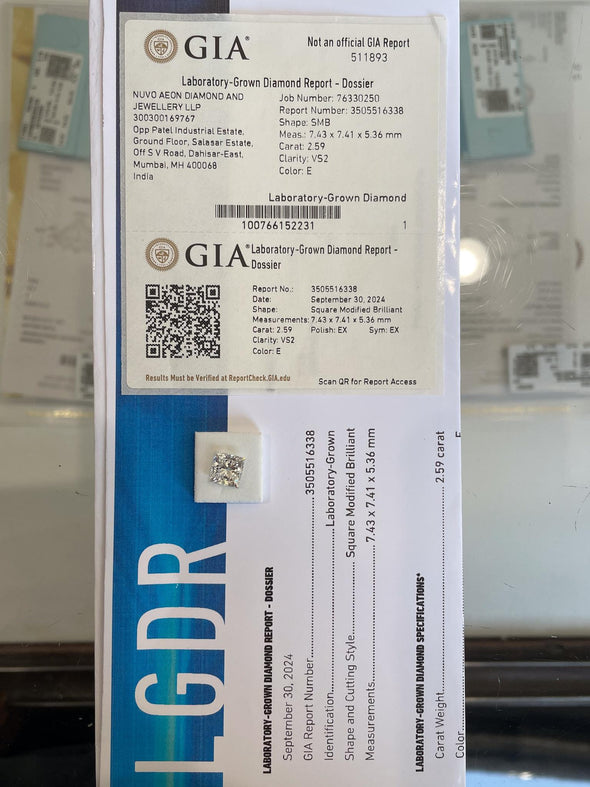 GIA®
Not an official GIA Report
511893
Laboratory-Grown Diamond Report - Dossier
NUVO AEON DIAMOND AND
JEWELLERY LLP
300300169767
Opp Patel Industrial Estate,
Ground Floor, Salasar Estate,
Off S V Road, Dahisar-East,
Mumbai, MH 400068
India
Job Number: 76330250
Report Number: 3505516338
Shape: SMB
Meas.: 7.43 x 7.41 x 5.36 mm
Carat: 2.59
Clarity: VS2
Color: E
Laboratory-Grown Diamond
100766152231
1
GIA®
Laboratory-Grown Diamond Report -
Dossier
Report No.: 3505516338
Date: September 30, 2024
Shape: Square Modified Brilliant
Measurements: 7.43 x 7.41 x 5.36 mm
Carat: 2.59 Polish: EX Sym: EX
Clarity: VS2
Color: E
Results Must be Verified at ReportCheck.GIA.edu
Scan QR for Report Access
LGDR
LABORATORY-GROWN DIAMOND REPORT - DOSSIER
September 30, 2024
GIA Report Number 3505516338
Identification Laboratory-Grown
Shape and Cutting Style Square Modified Brilliant
Measurements 7.43 x 7.41 x 5.36 mm
LABORATORY-GROWN DIAMOND SPECIFICATIONS*
Carat Weight 2.59 carat
Color